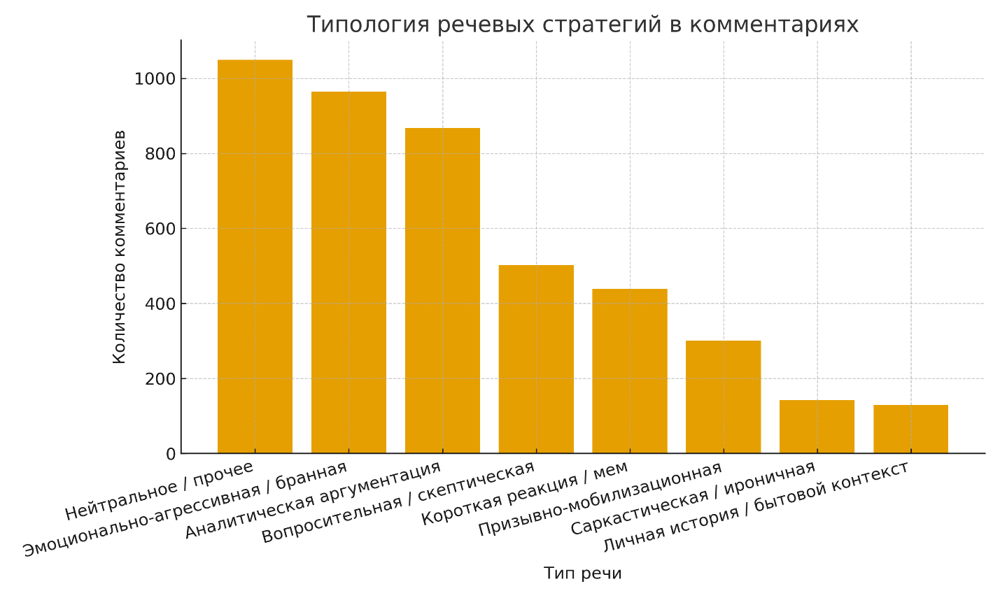 Типология речевых стратегий в комментариях
Количество комментариев
1000
800
600
400
200
0
Нейтральное / прочее
Эмоционально-агрессивная / бранная
Аналитическая аргументация
Вопросительная / скептическая
Короткая реакция / мем
Призывно-мобилизационная
Саркастическая / ироничная
Личная история / бытовой контекст
Тип речи